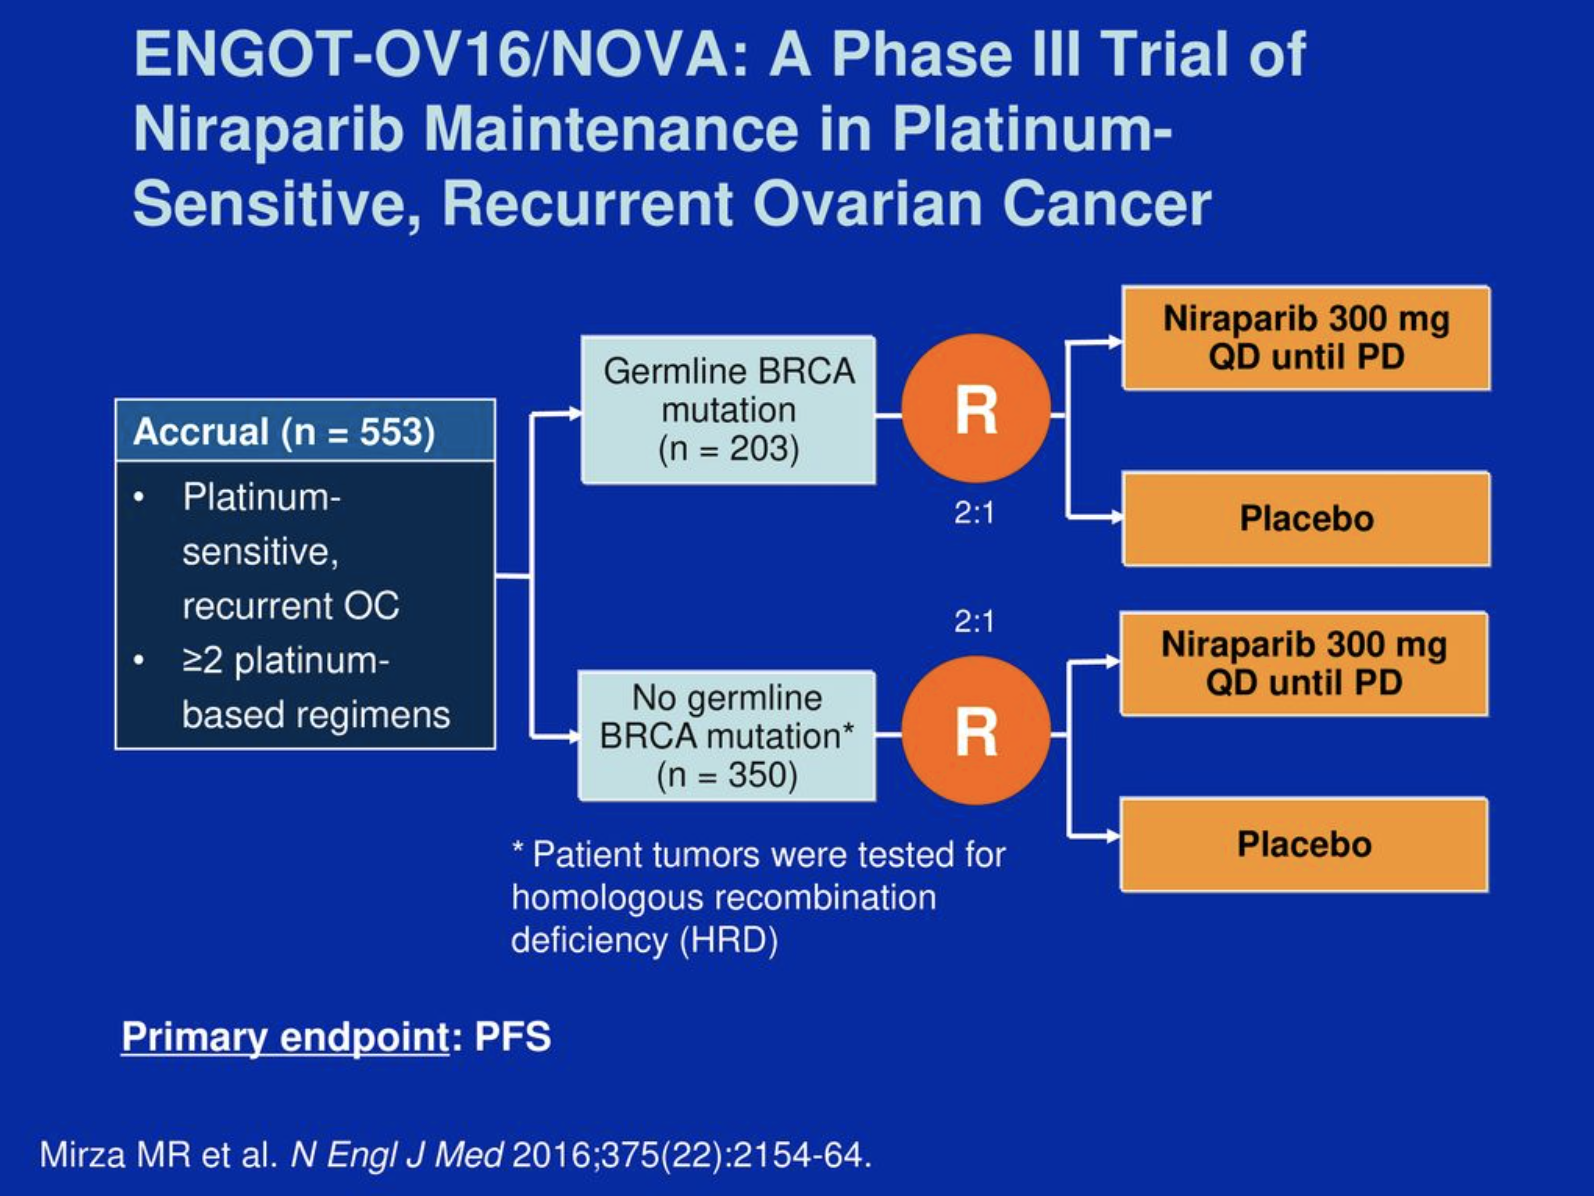 ENGOT-OV16/NOVA: A Phase III Trial of
Niraparib Maintenance in Platinum-
Sensitive, Recurrent Ovarian Cancer
Accrual (n = 553)
• Platinum-
sensitive,
recurrent OC
• ≥2 platinum-
based regimens
Germline BRCA
mutation
(n = 203)
R
2:1
Niraparib 300 mg
QD until PD
Placebo
No germline
BRCA mutation*
(n = 350)
2:1
R
Niraparib 300 mg
QD until PD
Placebo
* Patient tumors were tested for
homologous recombination
deficiency (HRD)
Primary endpoint: PFS
Mirza MR et al. N Engl J Med 2016;375(22):2154-64.